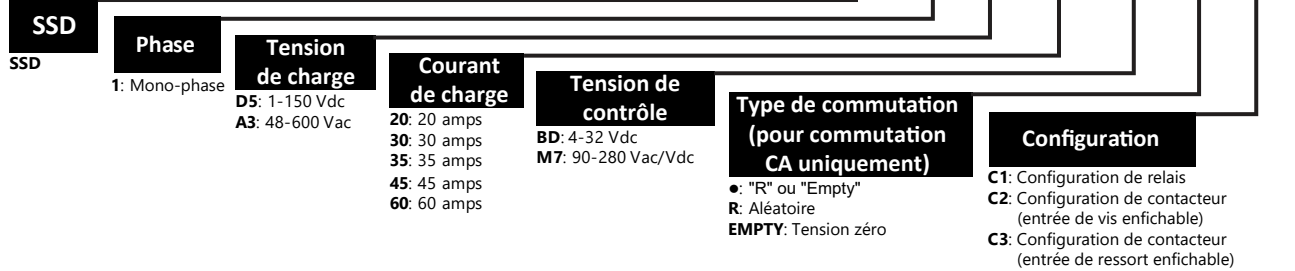 SSD
SSD
Phase
1: Mono-phase
Tension
de charge
D5: 1-150 Vdc
A3: 48-600 Vac
Courant
de charge
20: 20 amps
30: 30 amps
35: 35 amps
45: 45 amps
60: 60 amps
Tension de
contrôle
BD: 4-32 Vdc
M7: 90-280 Vac/Vdc
Type de commutation
(pour commutation
CA uniquement)
●: "R" ou "Empty"
R: Aléatoire
EMPTY: Tension zéro
Configuration
C1: Configuration de relais
C2: Configuration de contacteur
(entrée de vis enfichable)
C3: Configuration de contacteur
(entrée de ressort enfichable)